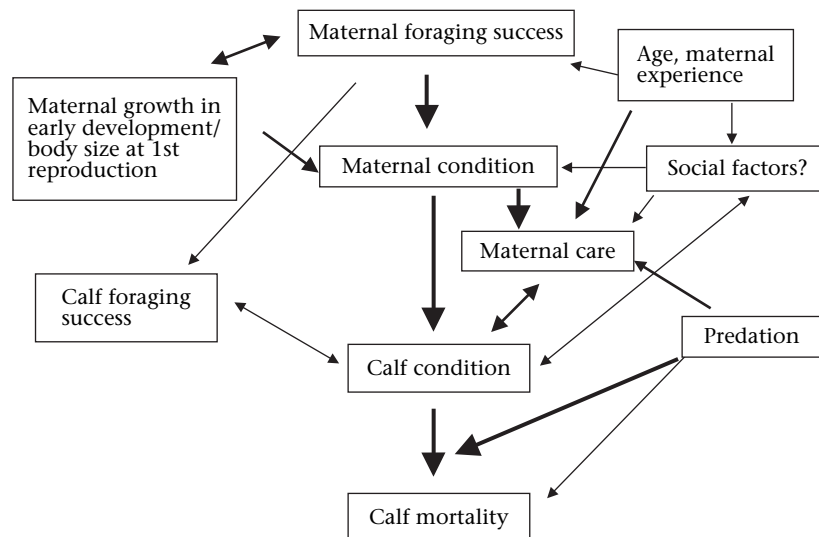 Maternal foraging success
Age, maternal
experience
Maternal growth in
early development/
body size at 1st
reproduction
Maternal condition
Social factors?
Maternal care
Calf foraging
success
Predation
Calf condition
Calf mortality